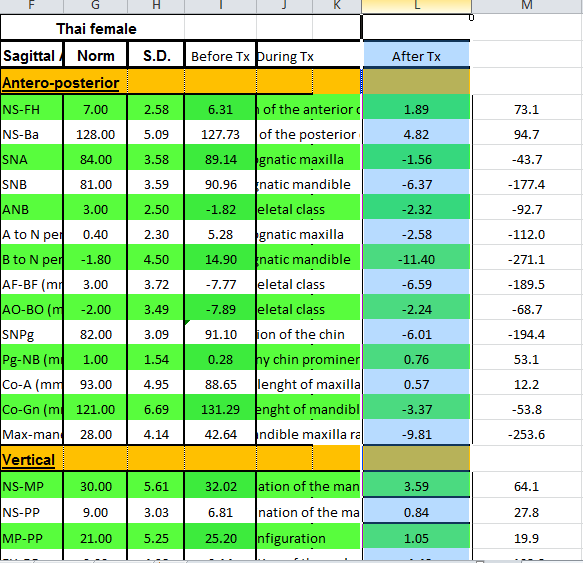 F G H I J K L M
Thai female
Sagittal Norm S.D. Before Tx During Tx After Tx
Antero-posterior
NS-FH 7.00 2.58 6.31 of the anterior 1.89 73.1
NS-Ba 128.00 5.09 127.73 of the posterior 4.82 94.7
SNA 84.00 3.58 89.14 gnatic maxilla -1.56 -43.7
SNB 81.00 3.59 90.96 gnatic mandible -6.37 -177.4
ANB 3.00 2.50 -1.82 eletal class -2.32 -92.7
A to N per 0.40 2.30 5.28 gnatic maxilla -2.58 -112.0
B to N per -1.80 4.50 14.90 gnatic mandible -11.40 -271.1
AF-BF (mr 3.00 3.72 -7.77 eletal class -6.59 -189.5
AO-BO (m -2.00 3.49 -7.89 eletal class -2.24 -68.7
SNPg 82.00 3.09 91.10 ion of the chin -6.01 -194.4
Pg-NB (mr 1.00 1.54 0.28 ny chin prominer 0.76 53.1
Co-A (mm 93.00 4.95 88.65 lenght of maxilla 0.57 12.2
Co-Gn (mr 121.00 6.69 131.29 enght of mandibl -3.37 -53.8
Max-man 28.00 4.14 42.64 ndible maxilla ra -9.81 -253.6
Vertical
NS-MP 30.00 5.61 32.02 ation of the man 3.59 64.1
NS-PP 9.00 3.03 6.81 nation of the ma 0.84 27.8
MP-PP 21.00 5.25 25.20 nfiguration 1.05 19.9